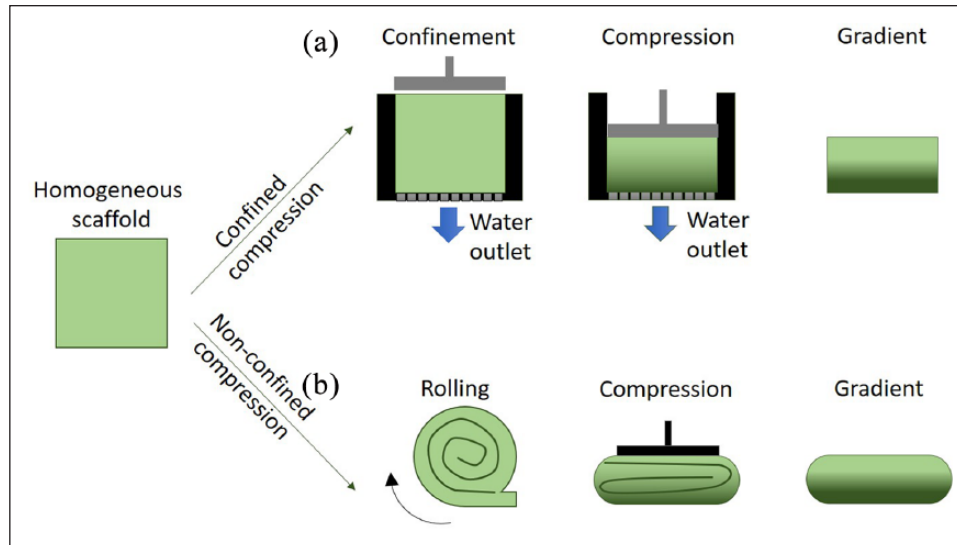 (a)
Confinement
Compression
Gradient
Homogeneous
scaffold
Confined
compression
Water
outlet
Water
outlet
Non-confined
compression
(b)
Rolling
Compression
Gradient